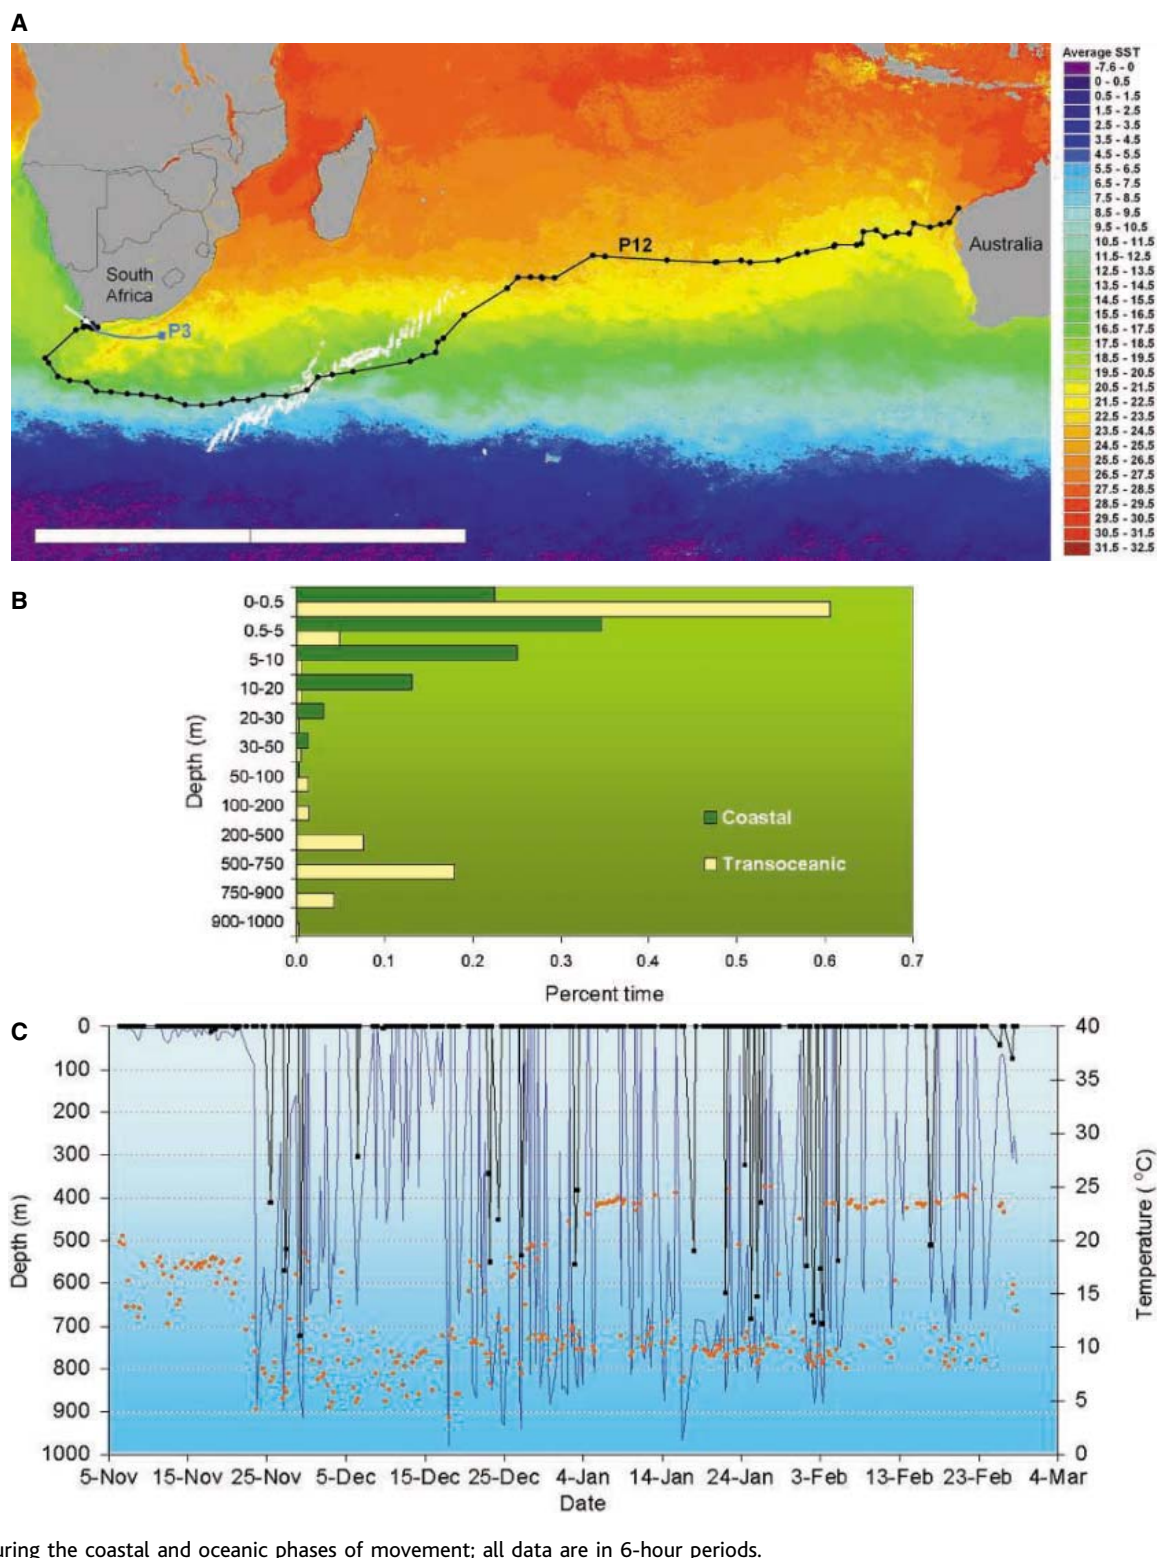 A
Average SST
-7.6 - 0
0 - 0.5
0.5 - 1.5
1.5 - 2.5
2.5 - 3.5
3.5 - 4.5
4.5 - 5.5
5.5 - 6.5
6.5 - 7.5
7.5 - 8.5
8.5 - 9.5
9.5 - 10.5
10.5 - 11.5
11.5- 12.5
12.5 - 13.5
13.5 - 14.5
14.5 - 15.5
15.5 - 16.5
16.5 - 17.5
17.5 - 18.5
18.5 - 19.5
19.5 - 20.5
20.5 - 21.5
21.5 - 22.5
22.5 - 23.5
23.5 - 24.5
24.5 - 25.5
25.5 - 26.5
26.5 - 27.5
27.5 - 28.5
28.5 - 29.5
29.5 - 30.5
30.5 - 31.5
31.5 - 32.5
P12
Australia
South
Africa
P3
B
Depth (m)
0-0.5
0.5-5
5-10
10-20
20-30
30-50
50-100
100-200
200-500
500-750
750-900
900-1000
Coastal
Transoceanic
0.0 0.1 0.2 0.3 0.4 0.5 0.6 0.7
Percent time
C
Depth (m)
0
100
200
300
400
500
600
700
800
900
1000
40
35
30
25
20
15
10
5
0
Temperature ( °C)
5-Nov 15-Nov 25-Nov 5-Dec 15-Dec 25-Dec 4-Jan 14-Jan 24-Jan 3-Feb 13-Feb 23-Feb 4-Mar
Date
uring the coastal and oceanic phases of movement; all data are in 6-hour periods.